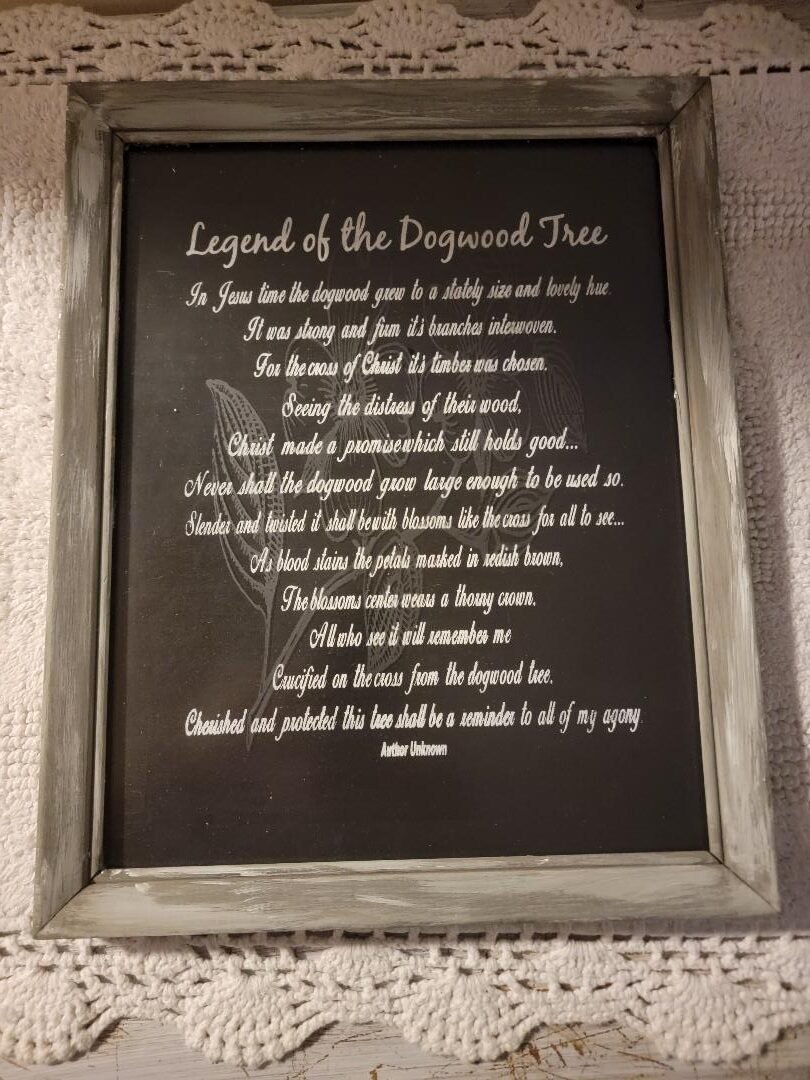 Legend of the Dogwood Tree
In Jesus time the dogwood grew to a stately size and lovely hue.
It was strong and firm it's branches interwoven.
For the cross of Christ it's timber was chosen.
Seeing the distress of their wood,
Christ made a promise which still holds good...
Never shall the dogwood grow large enough to be used so.
Slender and twisted it shall be with blossoms like the cross for all to see...
As blood stains the petals marked in redish brown,
The blossoms center wears a thorny crown.
All who see it will remember me
Crucified on the cross from the dogwood tree.
Cherished and protected this tree shall be a reminder to all of my agony.
Author Unknown